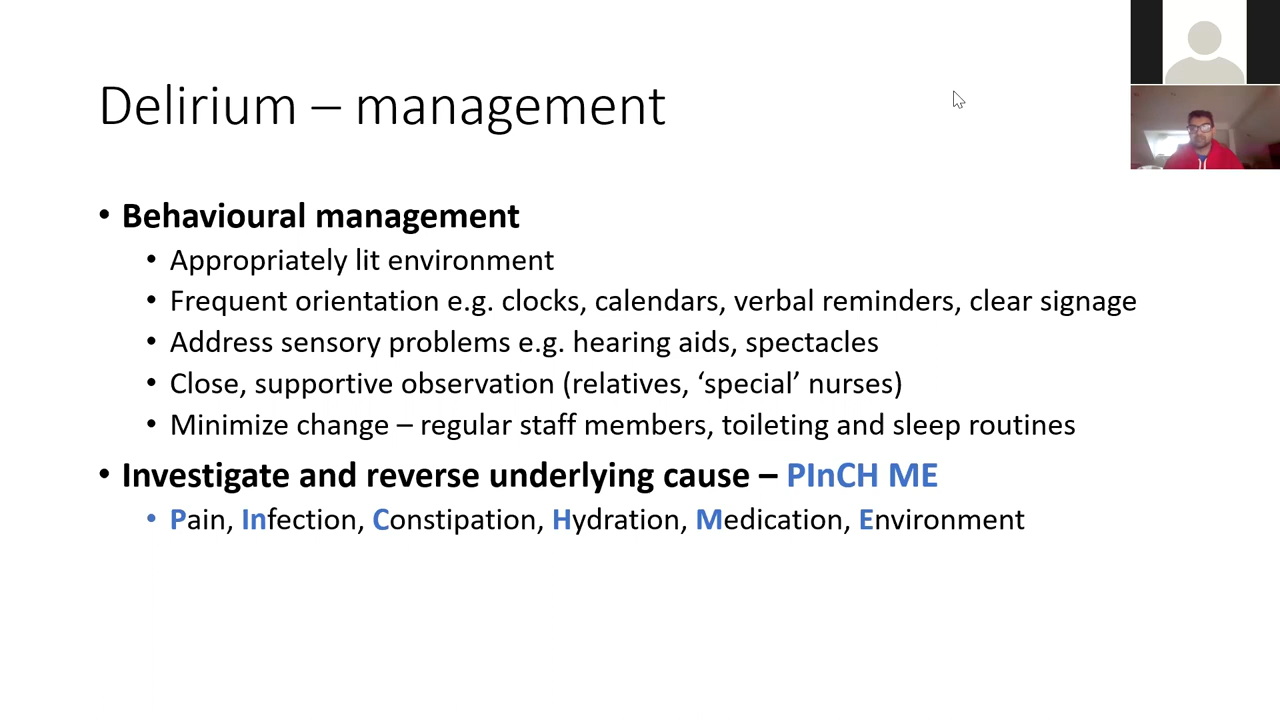 Delirium – management
• Behavioural management
• Appropriately lit environment
• Frequent orientation e.g. clocks, calendars, verbal reminders, clear signage
• Address sensory problems e.g. hearing aids, spectacles
• Close, supportive observation (relatives, ‘special’ nurses)
• Minimize change – regular staff members, toileting and sleep routines
• Investigate and reverse underlying cause – PInCH ME
• Pain, Infection, Constipation, Hydration, Medication, Environment